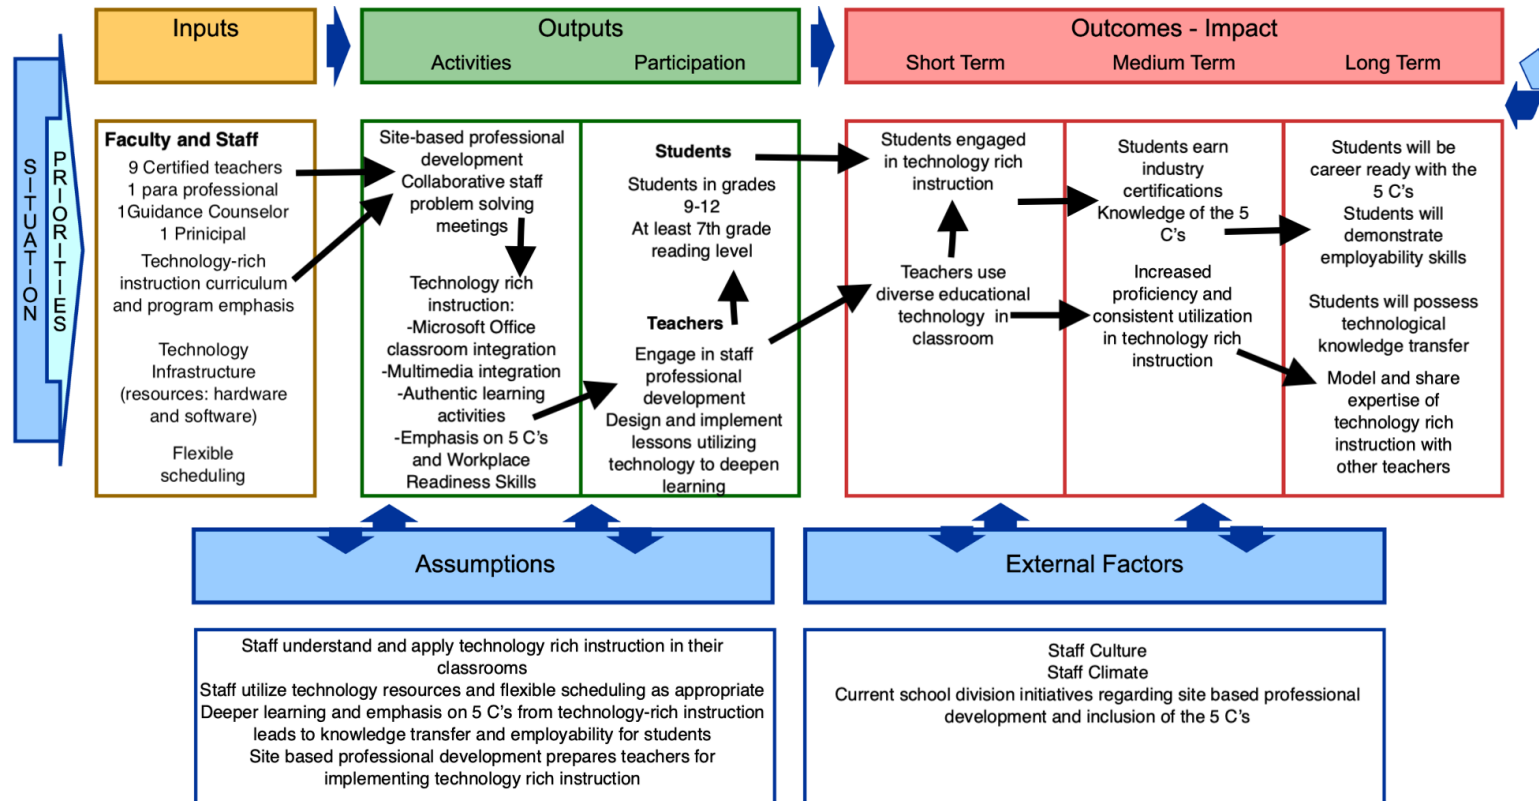 Inputs
Outputs
Activities
Participation
Outcomes - Impact
Short Term
Medium Term
Long Term
SITUATION
PRIORITIES
Faculty and Staff
9 Certified teachers
1 para professional
1Guidance Counselor
1 Prinicipal
Technology-rich
instruction curriculum
and program emphasis
Technology
Infrastructure
(resources: hardware
and software)
Flexible
scheduling
Site-based professional
development
Collaborative staff
problem solving
meetings
Technology rich
instruction:
-Microsoft Office
classroom integration
-Multimedia integration
-Authentic learning
activities
-Emphasis on 5 C's
and Workplace
Readiness Skills
Students
Students in grades
9-12
At least 7th grade
reading level
Teachers
Engage in staff
professional
development
Design and implement
lessons utilizing
technology to deepen
learning
Students engaged
in technology rich
instruction
Teachers use
diverse educational
technology in
classroom
Students earn
industry
certifications
Knowledge of the 5
C's
Increased
proficiency and
consistent utilization
in technology rich
instruction
Students will be
career ready with the
5 C's
Students will
demonstrate
employability skills
Students will possess
technological
knowledge transfer
Model and share
expertise of
technology rich
instruction with
other teachers
Assumptions
Staff understand and apply technology rich instruction in their
classrooms
Staff utilize technology resources and flexible scheduling as appropriate
Deeper learning and emphasis on 5 C's from technology-rich instruction
leads to knowledge transfer and employability for students
Site based professional development prepares teachers for
implementing technology rich instruction
External Factors
Staff Culture
Staff Climate
Current school division initiatives regarding site based professional
development and inclusion of the 5 C's